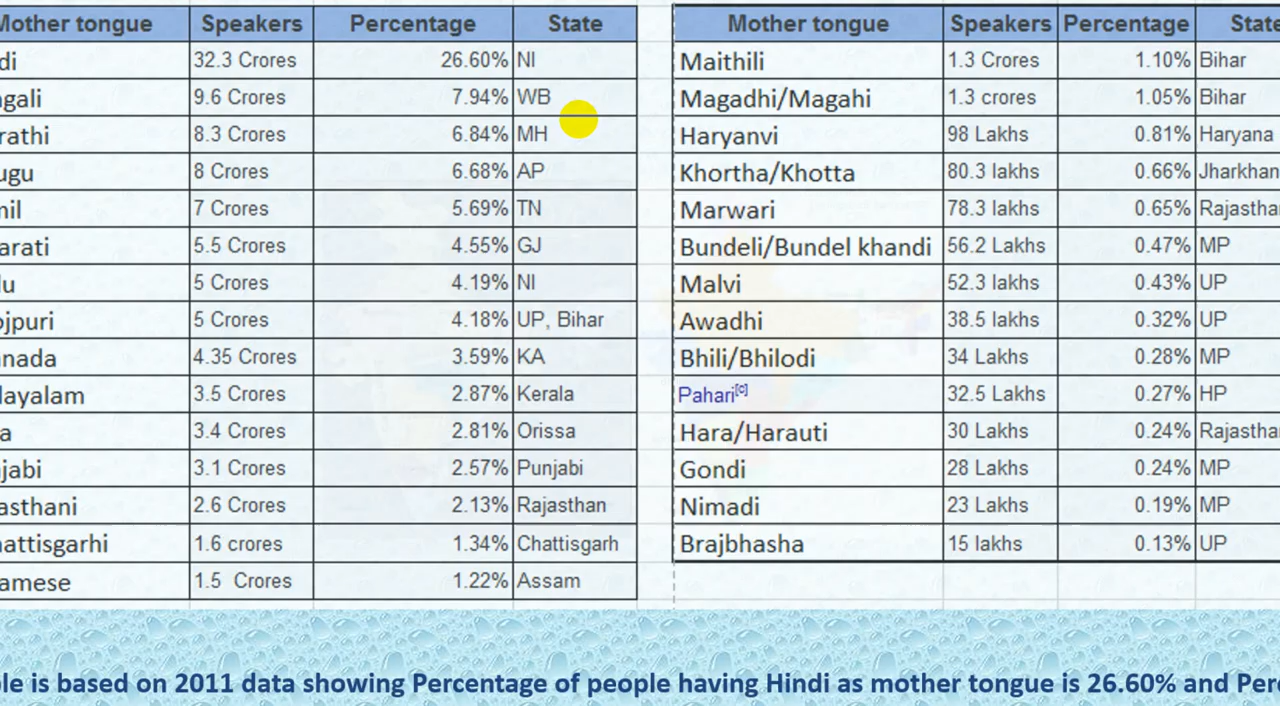 Mother tongue Speakers Percentage State
di 32.3 Crores 26.60% NI
gali 9.6 Crores 7.94% WB
rathi 8.3 Crores 6.84% MH
ugu 8 Crores 6.68% AP
nil 7 Crores 5.69% TN
arati 5.5 Crores 4.55% GJ
lu 5 Crores 4.19% NI
ojpuri 5 Crores 4.18% UP, Bihar
nada 4.35 Crores 3.59% KA
layalam 3.5 Crores 2.87% Kerala
a 3.4 Crores 2.81% Orissa
jabi 3.1 Crores 2.57% Punjabi
asthani 2.6 Crores 2.13% Rajasthan
hattisgarhi 1.6 crores 1.34% Chattisgarh
amese 1.5 Crores 1.22% Assam
Mother tongue Speakers Percentage State
Maithili 1.3 Crores 1.10% Bihar
Magadhi/Magahi 1.3 crores 1.05% Bihar
Haryanvi 98 Lakhs 0.81% Haryana
Khortha/Khotta 80.3 lakhs 0.66% Jharkhan
Marwari 78.3 lakhs 0.65% Rajasthan
Bundeli/Bundel khandi 56.2 Lakhs 0.47% MP
Malvi 52.3 lakhs 0.43% UP
Awadhi 38.5 lakhs 0.32% UP
Bhili/Bhilodi 34 Lakhs 0.28% MP
Pahari[c] 32.5 Lakhs 0.27% HP
Hara/Harauti 30 Lakhs 0.24% Rajasthan
Gondi 28 Lakhs 0.24% MP
Nimadi 23 Lakhs 0.19% MP
Brajbhasha 15 lakhs 0.13% UP
le is based on 2011 data showing Percentage of people having Hindi as mother tongue is 26.60% and Perc